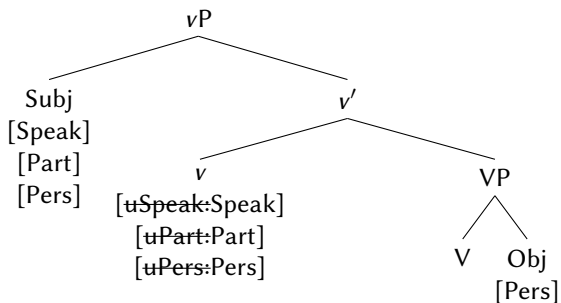 vP
Subj
[Speak]
[Part]
[Pers]
v′
v
[uSpeak:Speak]
[uPart:Part]
[uPers:Pers]
VP
V
Obj
[Pers]